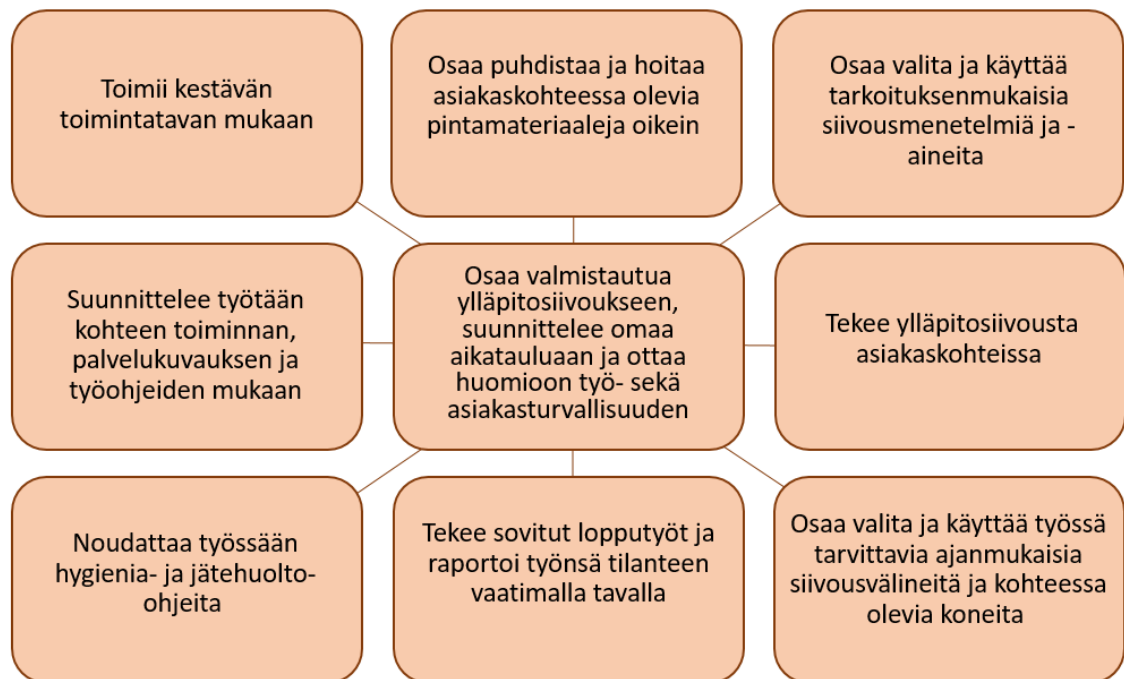 Toimii kestävän
toimintatavan mukaan
Osaa puhdistaa ja hoitaa
asiakaskohteessa olevia
pintamateriaaleja oikein
Osaa valita ja käyttää
tarkoituksenmukaisia
siivousmenetelmiä ja -
aineita
Suunnittelee työtään
kohteen toiminnan,
palvelukuvauksen ja
työohjeiden mukaan
Osaa valmistautua
ylläpitosiivoukseen,
suunnittelee omaa
aikatauluaan ja ottaa
huomioon työ- sekä
asiakasturvallisuuden
Tekee ylläpitosiivousta
asiakaskohteissa
Noudattaa työssään
hygienia- ja jätehuolto-
ohjeita
Tekee sovitut lopputyöt ja
raportoi työnsä tilanteen
vaatimalla tavalla
Osaa valita ja käyttää työssä
tarvittavia ajanmukaisia
siivousvälineitä ja kohteessa
olevia koneita